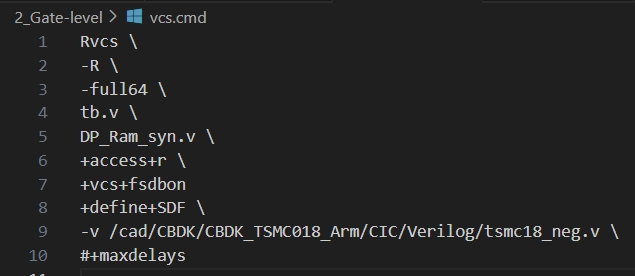 2_Gate-level > vcs.cmd
1 Rvcs \
2 -R \
3 -full64 \
4 tb.v \
5 DP_Ram_syn.v \
6 +access+r \
7 +vcs+fsdbon
8 +define+SDF \
9 -v /cad/CBDK/CBDK_TSMC018_Arm/CIC/Verilog/tsmc18_neg.v \
10 #+maxdelays
11